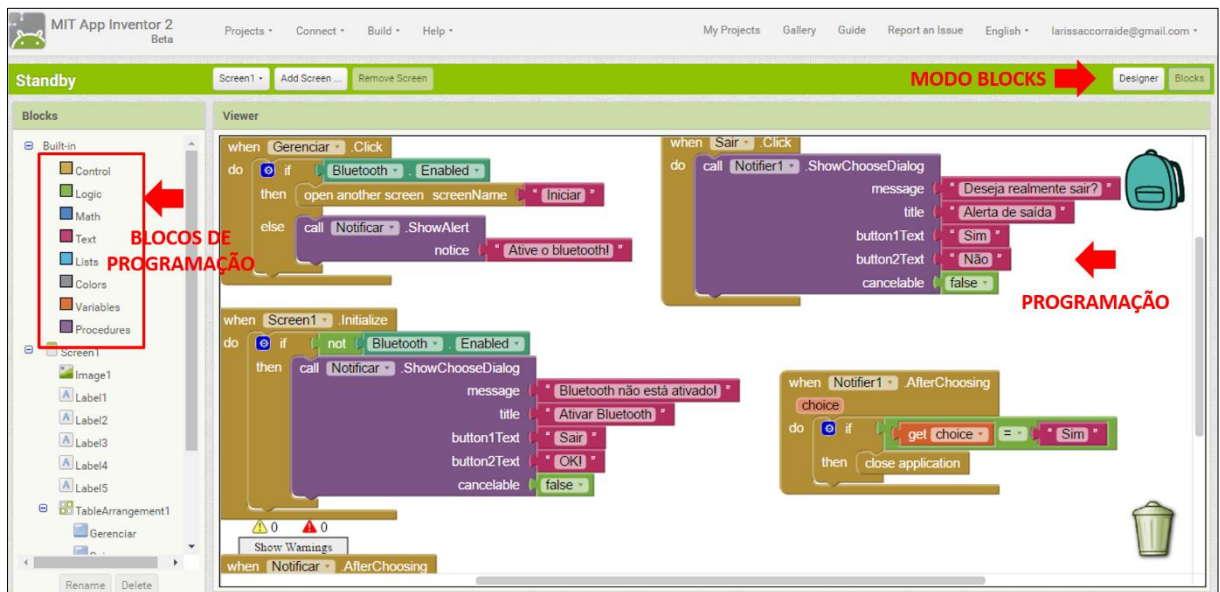 MIT App Inventor 2
Beta
Projects Connect Build Help
My Projects Gallery Guide Report an Issue English larissaccorraide@gmail.com
Standby
Screen1 Add Screen ... Remove Screen
MODO BLOCKS
Designer Blocks
Blocks
Viewer
Built-in
Control
Logic
Math
Text
Lists
Colors
Variables
Procedures
BLOCOS DE
PROGRAMAÇÃO
Screen1
Image1
Label1
Label2
Label3
Label4
Label5
TableArrangement1
Gerenciar
Rename Delete
when Gerenciar .Click
do if Bluetooth . Enabled
then open another screen screenName " Iniciar "
else call Notificar .ShowAlert
notice " Ative o bluetooth! "
when Sair .Click
do call Notifier1 .ShowChooseDialog
message " Deseja realmente sair? "
title " Alerta de saída "
button1Text " Sim "
button2Text " Não "
cancelable false
PROGRAMAÇÃO
when Screen1 .Initialize
do if not Bluetooth . Enabled
then call Notificar .ShowChooseDialog
message " Bluetooth não está ativado! "
title " Ativar Bluetooth "
button1Text " Sair "
button2Text " OK! "
cancelable false
when Notifier1 .AfterChoosing
choice
do if get choice = " Sim "
then close application
0 0
Show Warnings
when Notificar .AfterChoosing